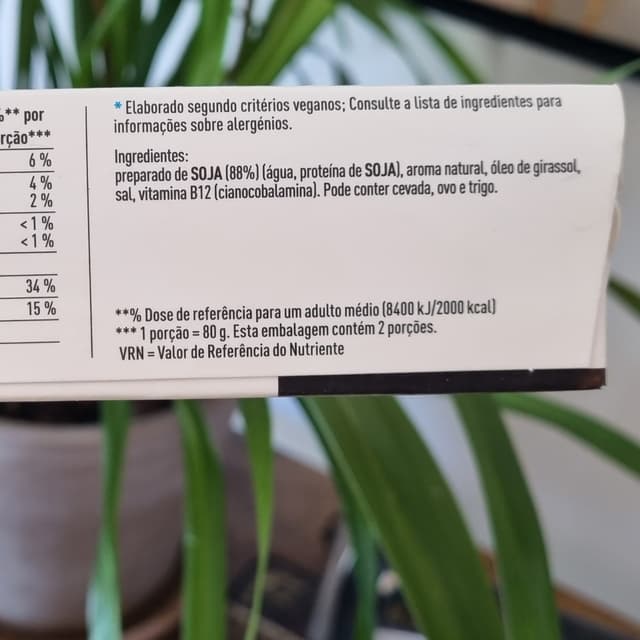 %** por
rção***
6 %
4 %
2 %
<1 %
<1 %
34 %
15 %
* Elaborado segundo critérios veganos; Consulte a lista de ingredientes para
informações sobre alergénios.
Ingredientes:
preparado de SOJA (88%) (água, proteína de SOJA), aroma natural, óleo de girassol,
sal, vitamina B12 (cianocobalamina). Pode conter cevada, ovo e trigo.
**% Dose de referência para um adulto médio (8400 kJ/2000 kcal)
*** 1 porção = 80 g. Esta embalagem contém 2 porções.
VRN = Valor de Referência do Nutriente